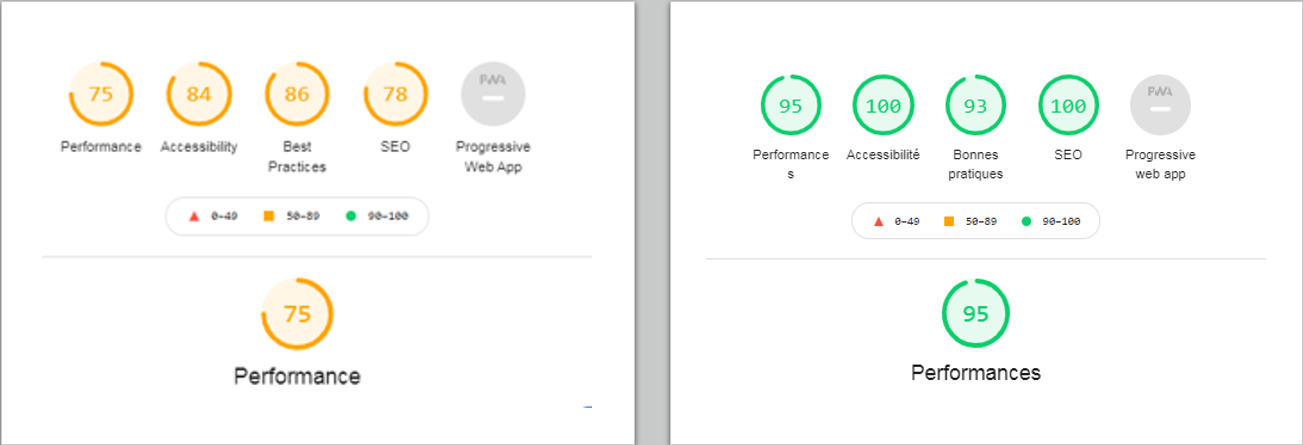 75 84 86 78 PWA
Performance Accessibility Best Practices SEO Progressive Web App
0–49 50–89 90–100
75
Performance
95 100 93 100 PWA
Performances Accessibilité Bonnes pratiques SEO Progressive web app
0–49 50–89 90–100
95
Performances